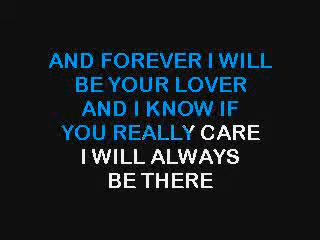 AND FOREVER I WILL
BE YOUR LOVER
AND I KNOW IF
YOU REALLY CARE
I WILL ALWAYS
BE THERE